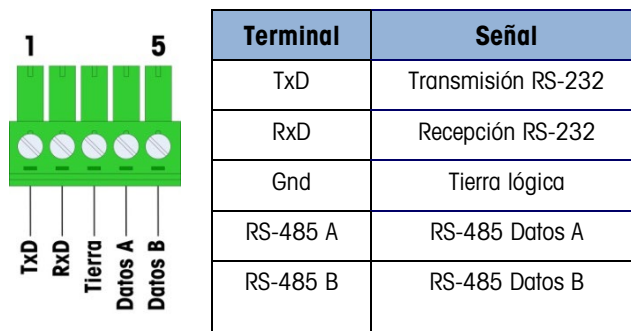 1 5
TxD
RxD
Tierra
Datos A
Datos B
Terminal Señal
TxD Transmisión RS-232
RxD Recepción RS-232
Gnd Tierra lógica
RS-485 A RS-485 Datos A
RS-485 B RS-485 Datos B